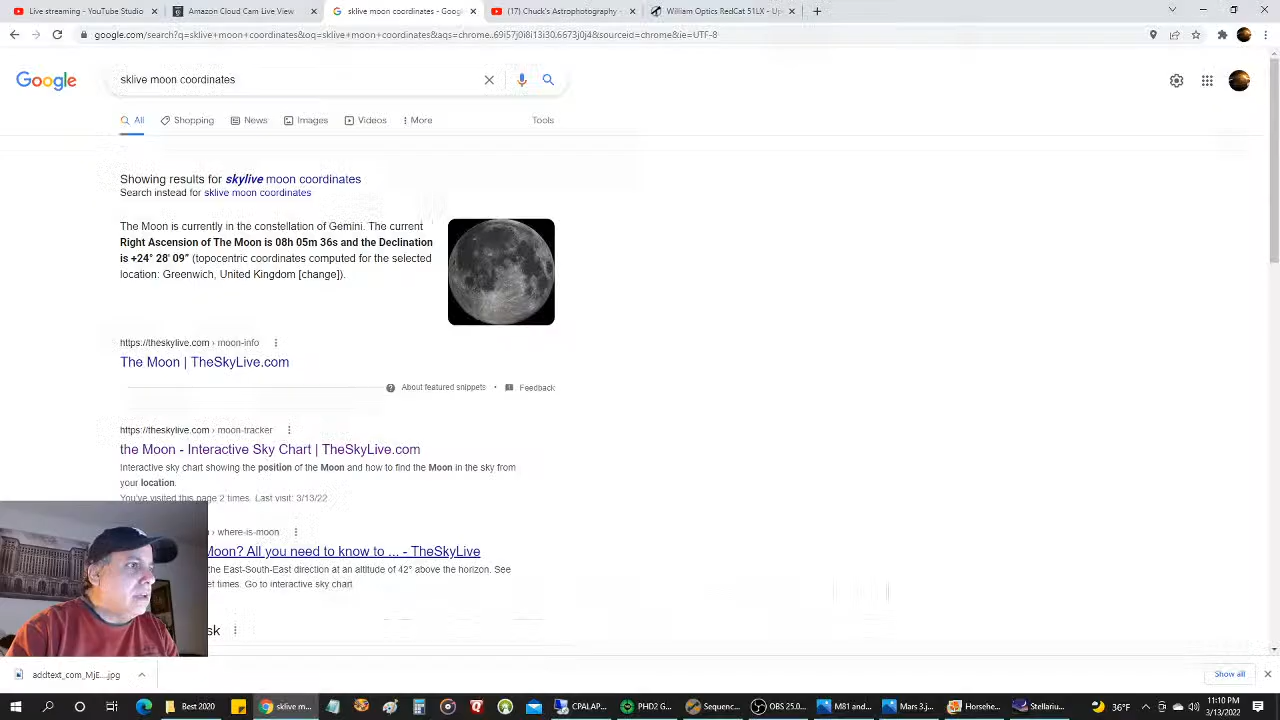 Live-streaming - YouTube Studio
Amazon Cloud Cam Live View
sklive moon coordinates - Goo
(17) Chuck's Astrophotography -
William Optics RedCat 51LX - Up
google.com/search?q=sklive+moon+coordinates&oq=sklive+moon+coordinates&aqs=chrome..69i57j0i8i13i30.6673j0j4&sourceid=chrome&ie=UTF-8
Google
sklive moon coordinates
All
Shopping
News
Images
Videos
More
Tools
Showing results for skylive moon coordinates
Search instead for sklive moon coordinates
The Moon is currently in the constellation of Gemini. The current
Right Ascension of The Moon is 08h 05m 36s and the Declination
is +24° 28' 09" (topocentric coordinates computed for the selected
location: Greenwich, United Kingdom [change]).
https://theskylive.com › moon-info
The Moon | TheSkyLive.com
About featured snippets • Feedback
https://theskylive.com › moon-tracker
the Moon - Interactive Sky Chart | TheSkyLive.com
Interactive sky chart showing the position of the Moon and how to find the Moon in the sky from
your location.
You've visited this page 2 times. Last visit: 3/13/22
› where-is-moon
Moon? All you need to know to ... - TheSkyLive
the East-South-East direction at an altitude of 42° above the horizon. See
et times. Go to interactive sky chart
sk
addtext_com_MjE....jpg
Show all
Best 2020
sklive m...
CPALAP...
PHD2 G...
Sequenc...
OBS 25.0...
M81 and...
Mars 3.j...
Horsehe...
Stellariu...
36°F
11:10 PM
3/13/2022